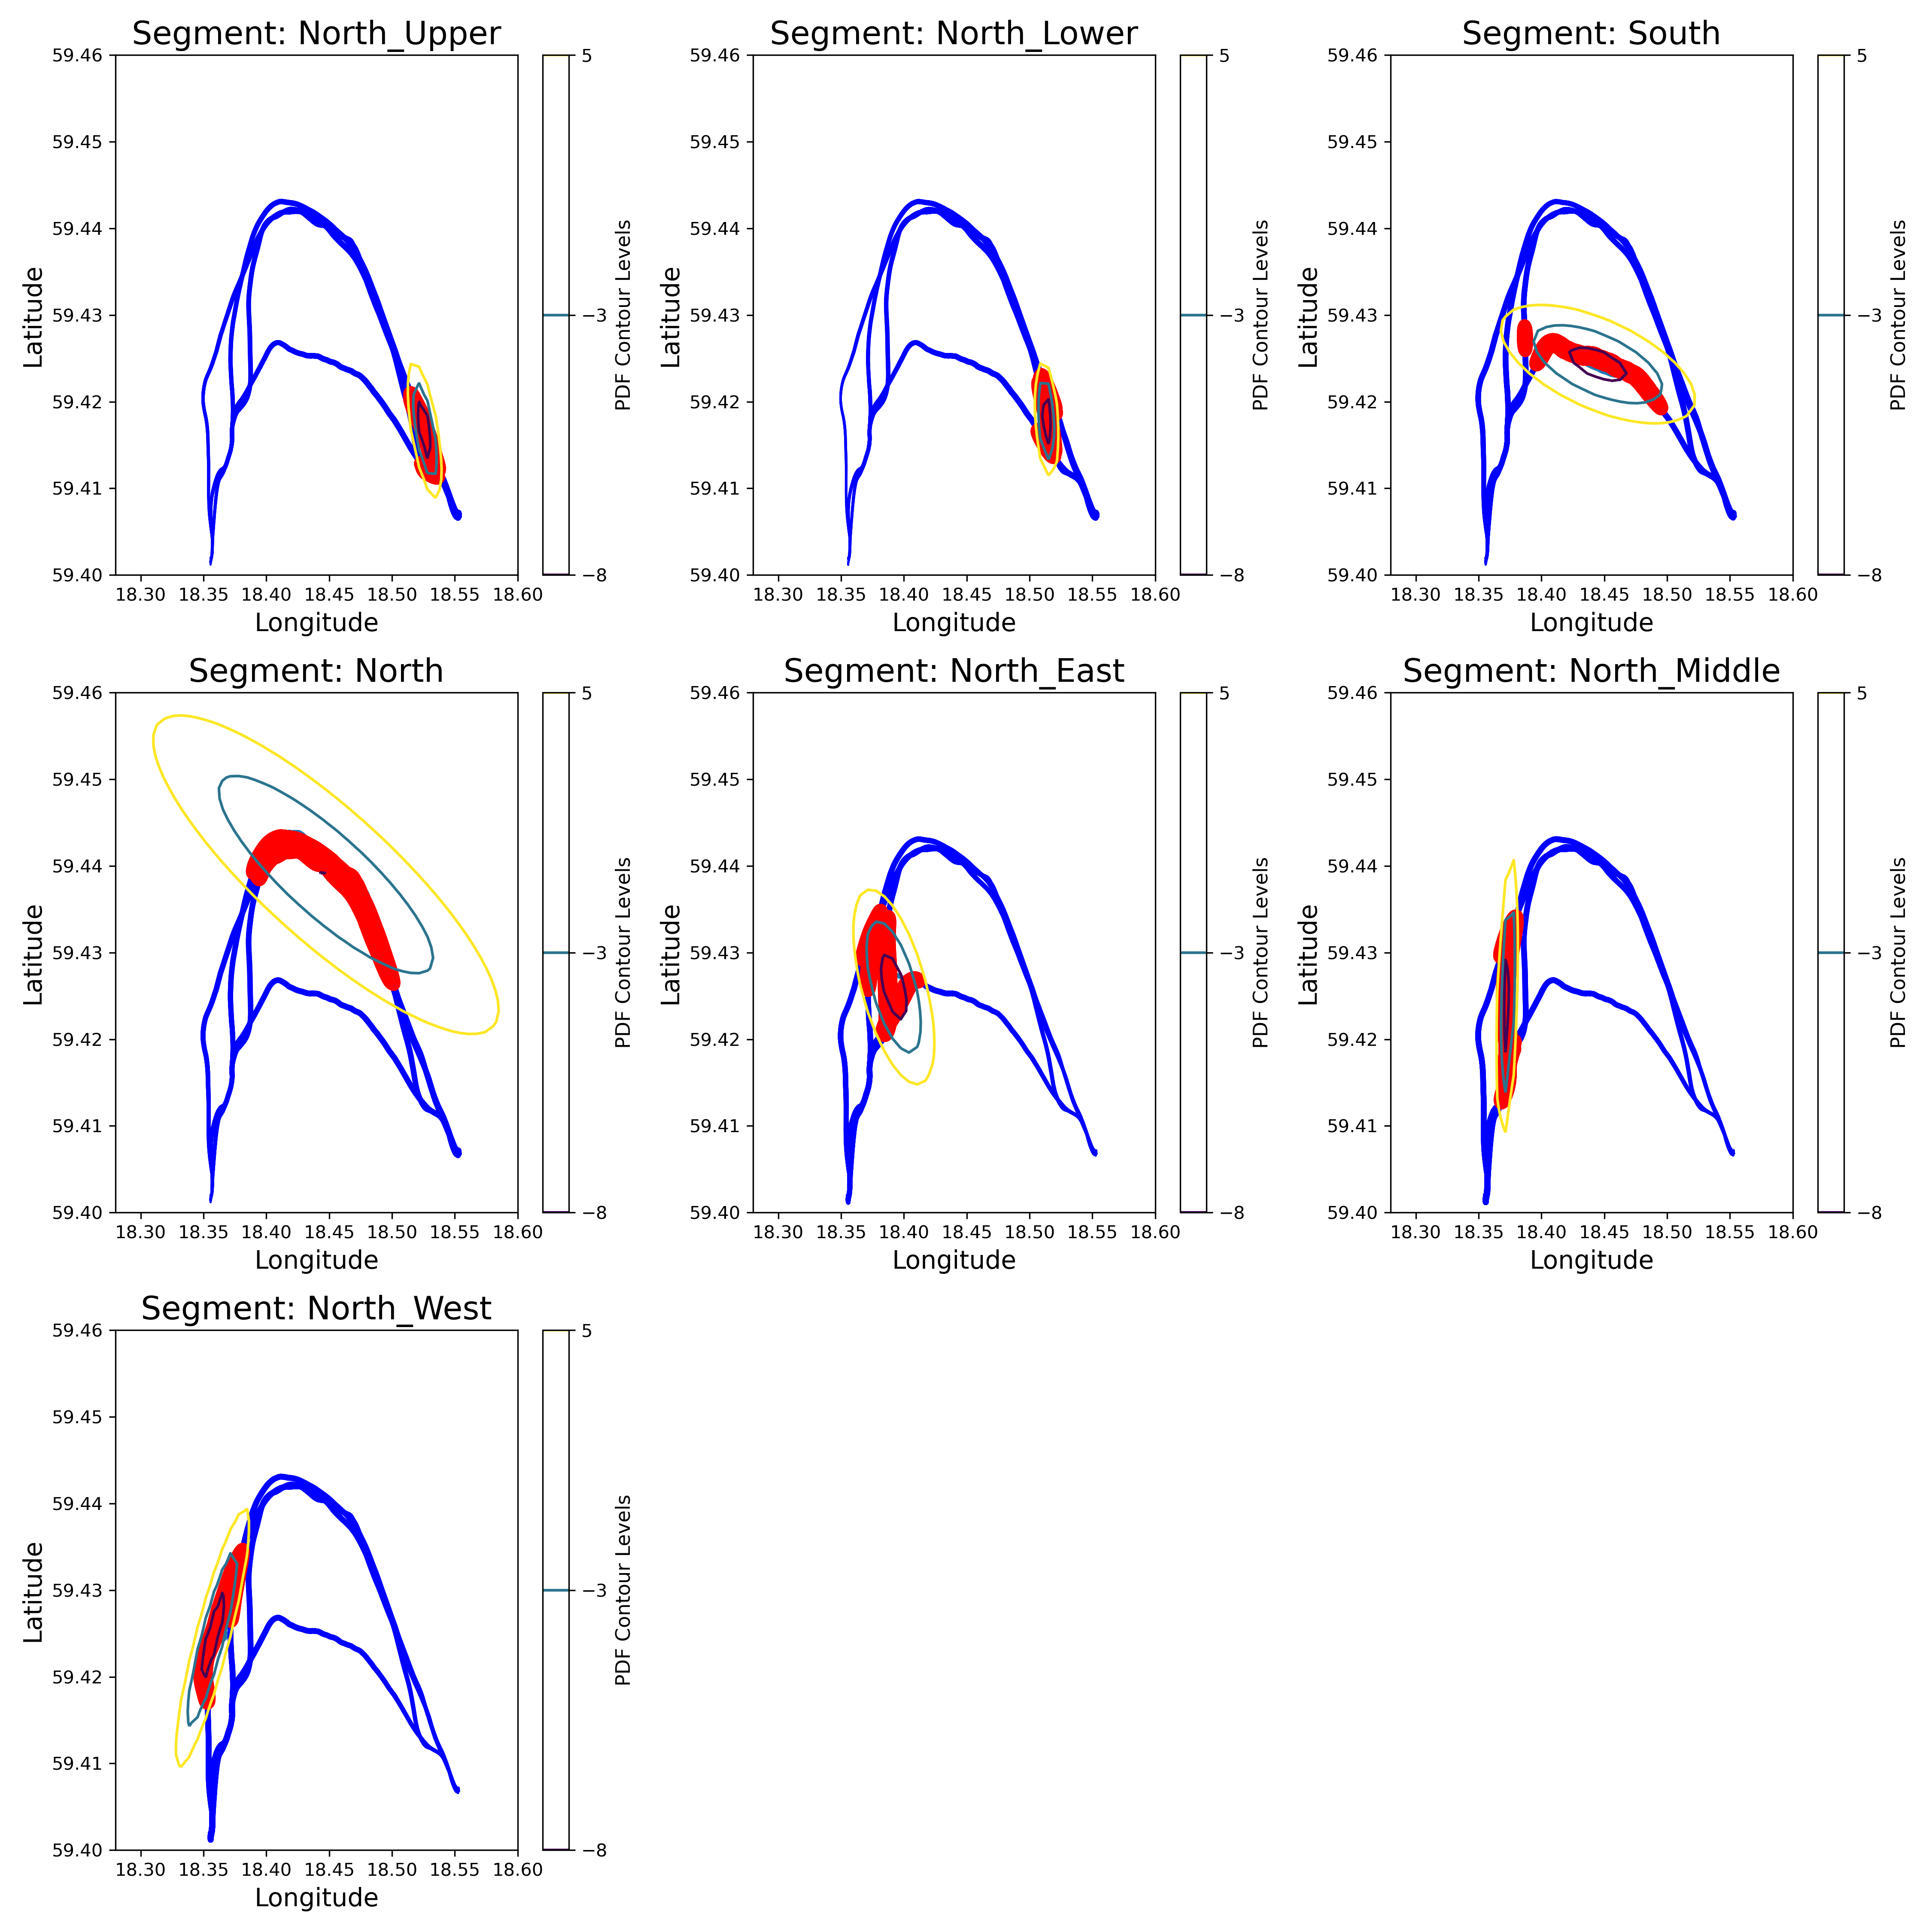 Segment: North_Upper
59.46
59.45
59.44
59.43
59.42
59.41
59.40
Latitude
18.30 18.35 18.40 18.45 18.50 18.55 18.60
Longitude
5
−3
−8
PDF Contour Levels
Segment: North_Lower
59.46
59.45
59.44
59.43
59.42
59.41
59.40
Latitude
18.30 18.35 18.40 18.45 18.50 18.55 18.60
Longitude
5
−3
−8
PDF Contour Levels
Segment: South
59.46
59.45
59.44
59.43
59.42
59.41
59.40
Latitude
18.30 18.35 18.40 18.45 18.50 18.55 18.60
Longitude
5
−3
−8
PDF Contour Levels
Segment: North
59.46
59.45
59.44
59.43
59.42
59.41
59.40
Latitude
18.30 18.35 18.40 18.45 18.50 18.55 18.60
Longitude
5
−3
−8
PDF Contour Levels
Segment: North_East
59.46
59.45
59.44
59.43
59.42
59.41
59.40
Latitude
18.30 18.35 18.40 18.45 18.50 18.55 18.60
Longitude
5
−3
−8
PDF Contour Levels
Segment: North_Middle
59.46
59.45
59.44
59.43
59.42
59.41
59.40
Latitude
18.30 18.35 18.40 18.45 18.50 18.55 18.60
Longitude
5
−3
−8
PDF Contour Levels
Segment: North_West
59.46
59.45
59.44
59.43
59.42
59.41
59.40
Latitude
18.30 18.35 18.40 18.45 18.50 18.55 18.60
Longitude
5
−3
−8
PDF Contour Levels